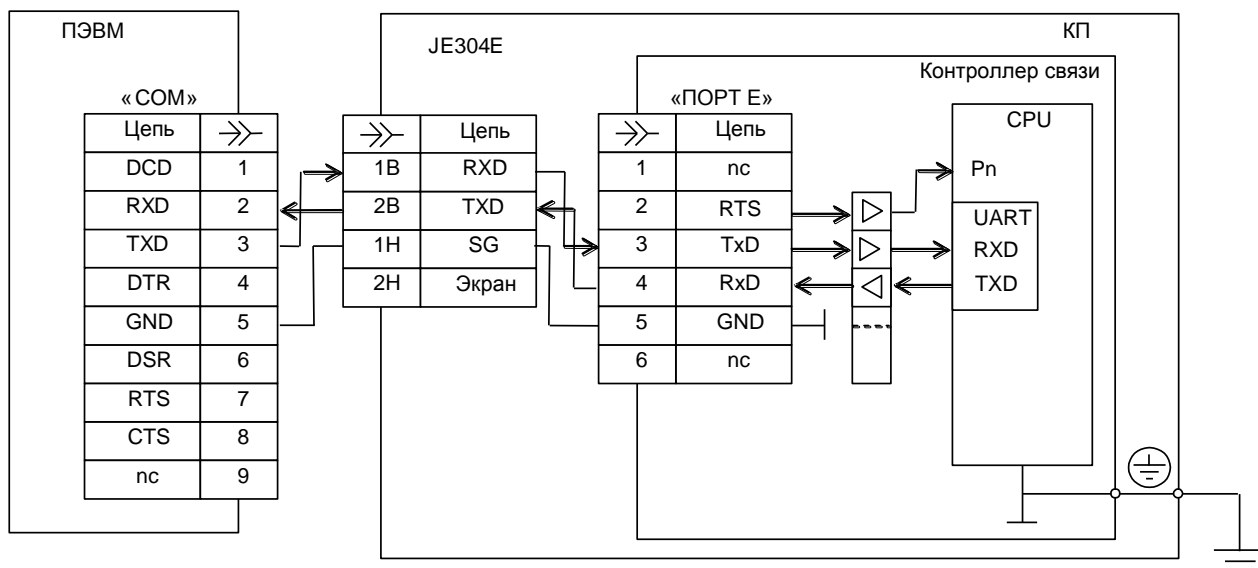 ПЭВМ
КП
JE304E
Контроллер связи
«COM»
«ПОРТ Е»
CPU
Цепь
DCD 1
RXD 2
TXD 3
DTR 4
GND 5
DSR 6
RTS 7
CTS 8
nc 9
Цепь
1В RXD
2В TXD
1Н SG
2Н Экран
Цепь
1 nc
2 RTS
3 TxD
4 RxD
5 GND
6 nc
Pn
UART
RXD
TXD